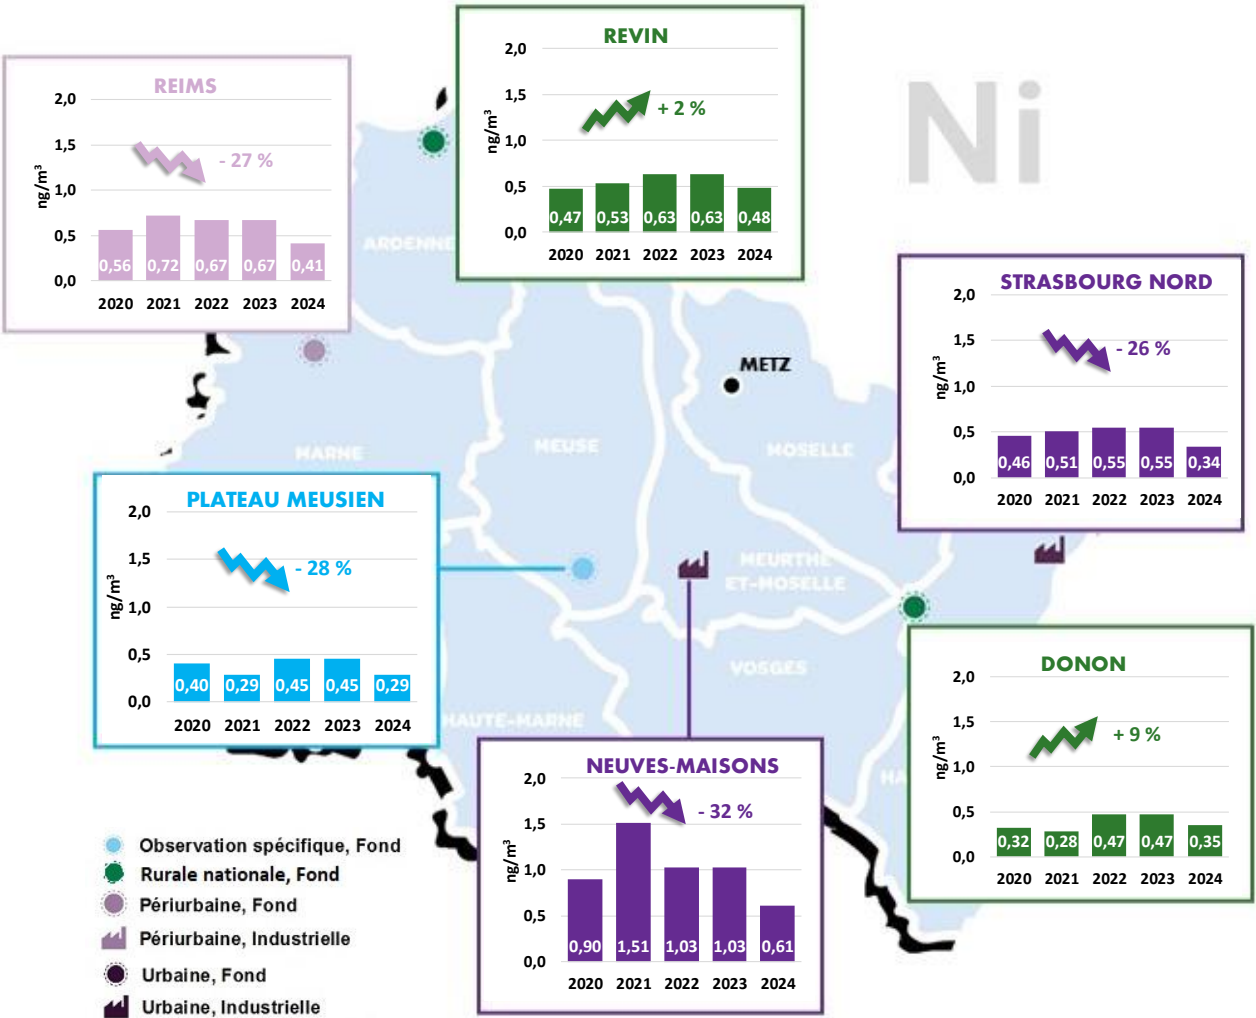 Ni
REIMS
2,0
1,5
1,0
0,5
0,0
ng/m³
- 27 %
0,56 0,72 0,67 0,67 0,41
2020 2021 2022 2023 2024
REVIN
2,0
1,5
1,0
0,5
0,0
ng/m³
+ 2 %
0,47 0,53 0,63 0,63 0,48
2020 2021 2022 2023 2024
STRASBOURG NORD
2,0
1,5
1,0
0,5
0,0
ng/m³
- 26 %
0,46 0,51 0,55 0,55 0,34
2020 2021 2022 2023 2024
ARDENNE
METZ
MARNE
MEUSE
MOSELLE
MEURTHE
ET-MOSELLE
VOSGES
HAUTE-MARNE
HA
PLATEAU MEUSIEN
2,0
1,5
1,0
0,5
0,0
ng/m³
- 28 %
0,40 0,29 0,45 0,45 0,29
2020 2021 2022 2023 2024
DONON
2,0
1,5
1,0
0,5
0,0
ng/m³
+ 9 %
0,32 0,28 0,47 0,47 0,35
2020 2021 2022 2023 2024
NEUVES-MAISONS
2,0
1,5
1,0
0,5
0,0
ng/m³
- 32 %
0,90 1,51 1,03 1,03 0,61
2020 2021 2022 2023 2024
Observation spécifique, Fond
Rurale nationale, Fond
Périurbaine, Fond
Périurbaine, Industrielle
Urbaine, Fond
Urbaine, Industrielle